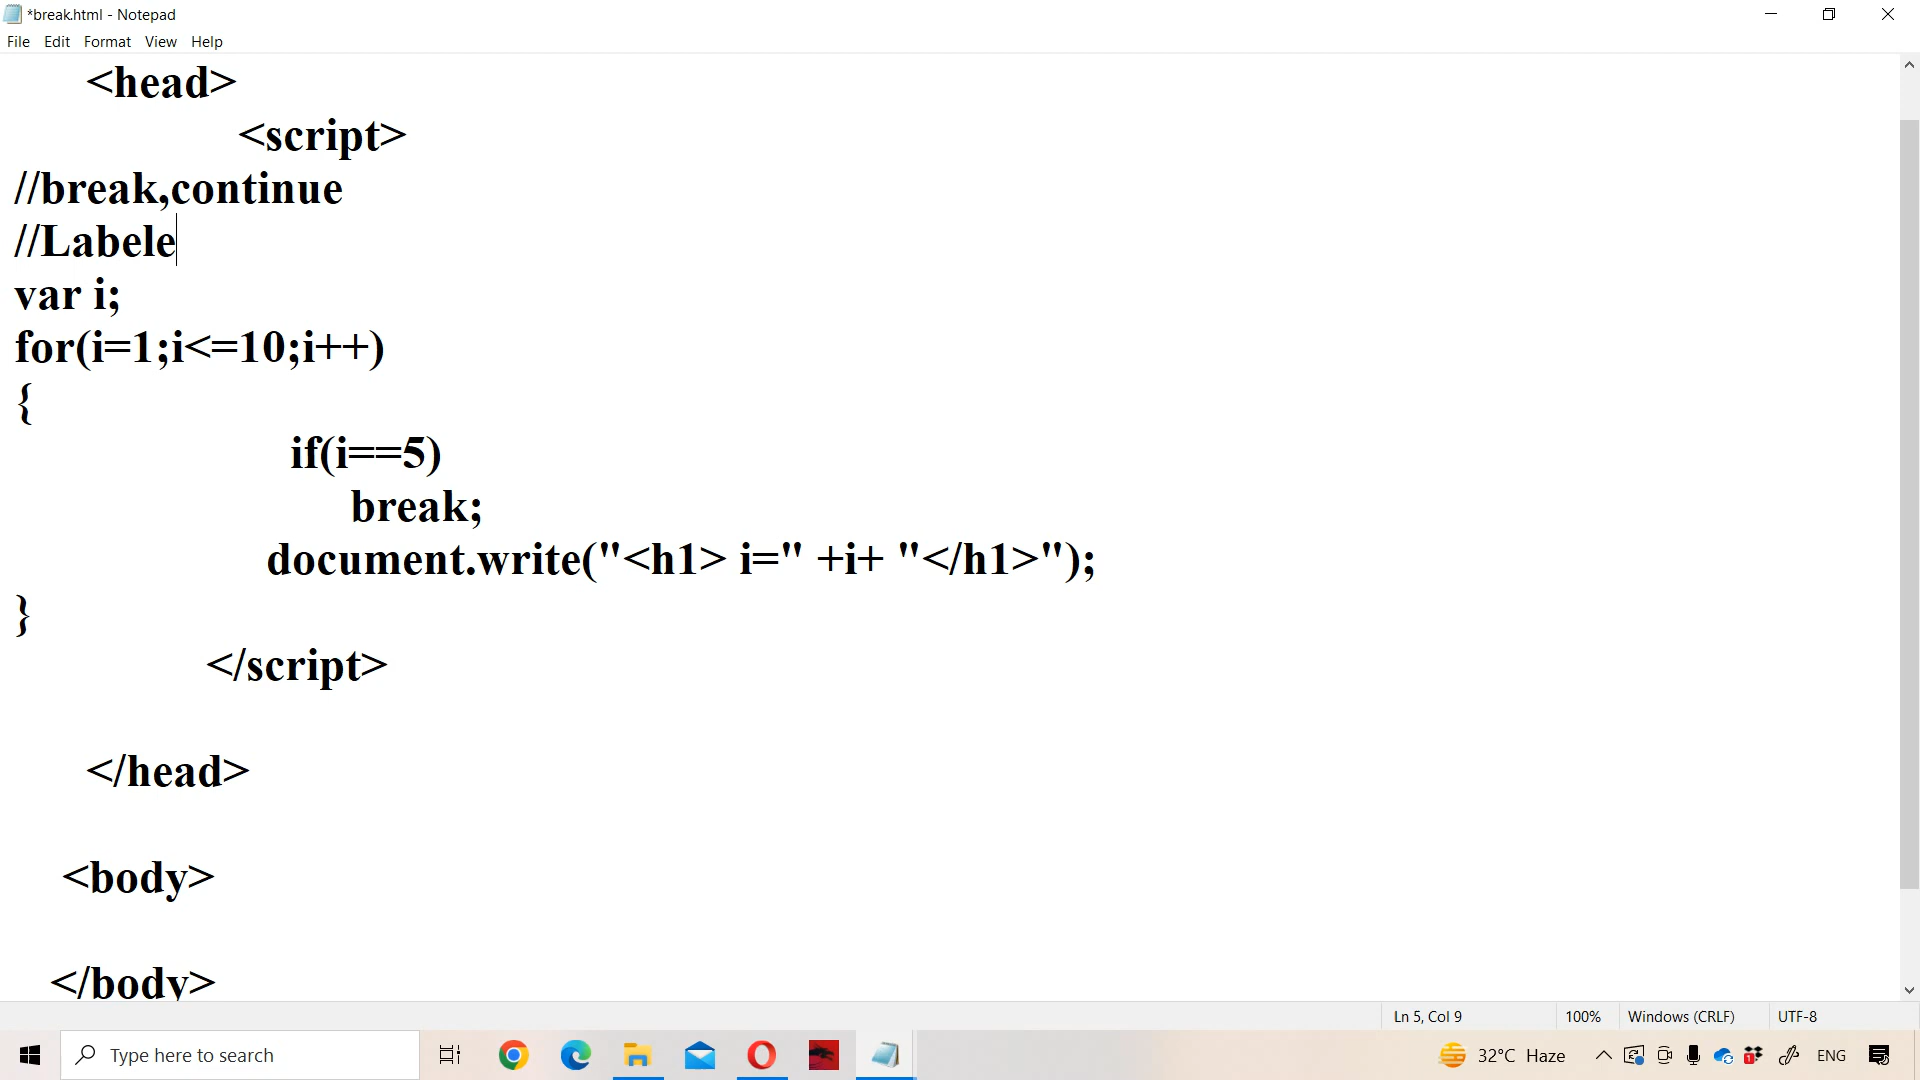 *break.html - Notepad
File Edit Format View Help
<head>
<script>
//break,continue
//Labele
var i;
for(i=1;i<=10;i++)
{
if(i==5)
break;
document.write("<h1> i=" +i+ "</h1>");
}
</script>
</head>
<body>
</body>
Ln 5, Col 9 100% Windows (CRLF) UTF-8
Type here to search 32°C Haze ENG